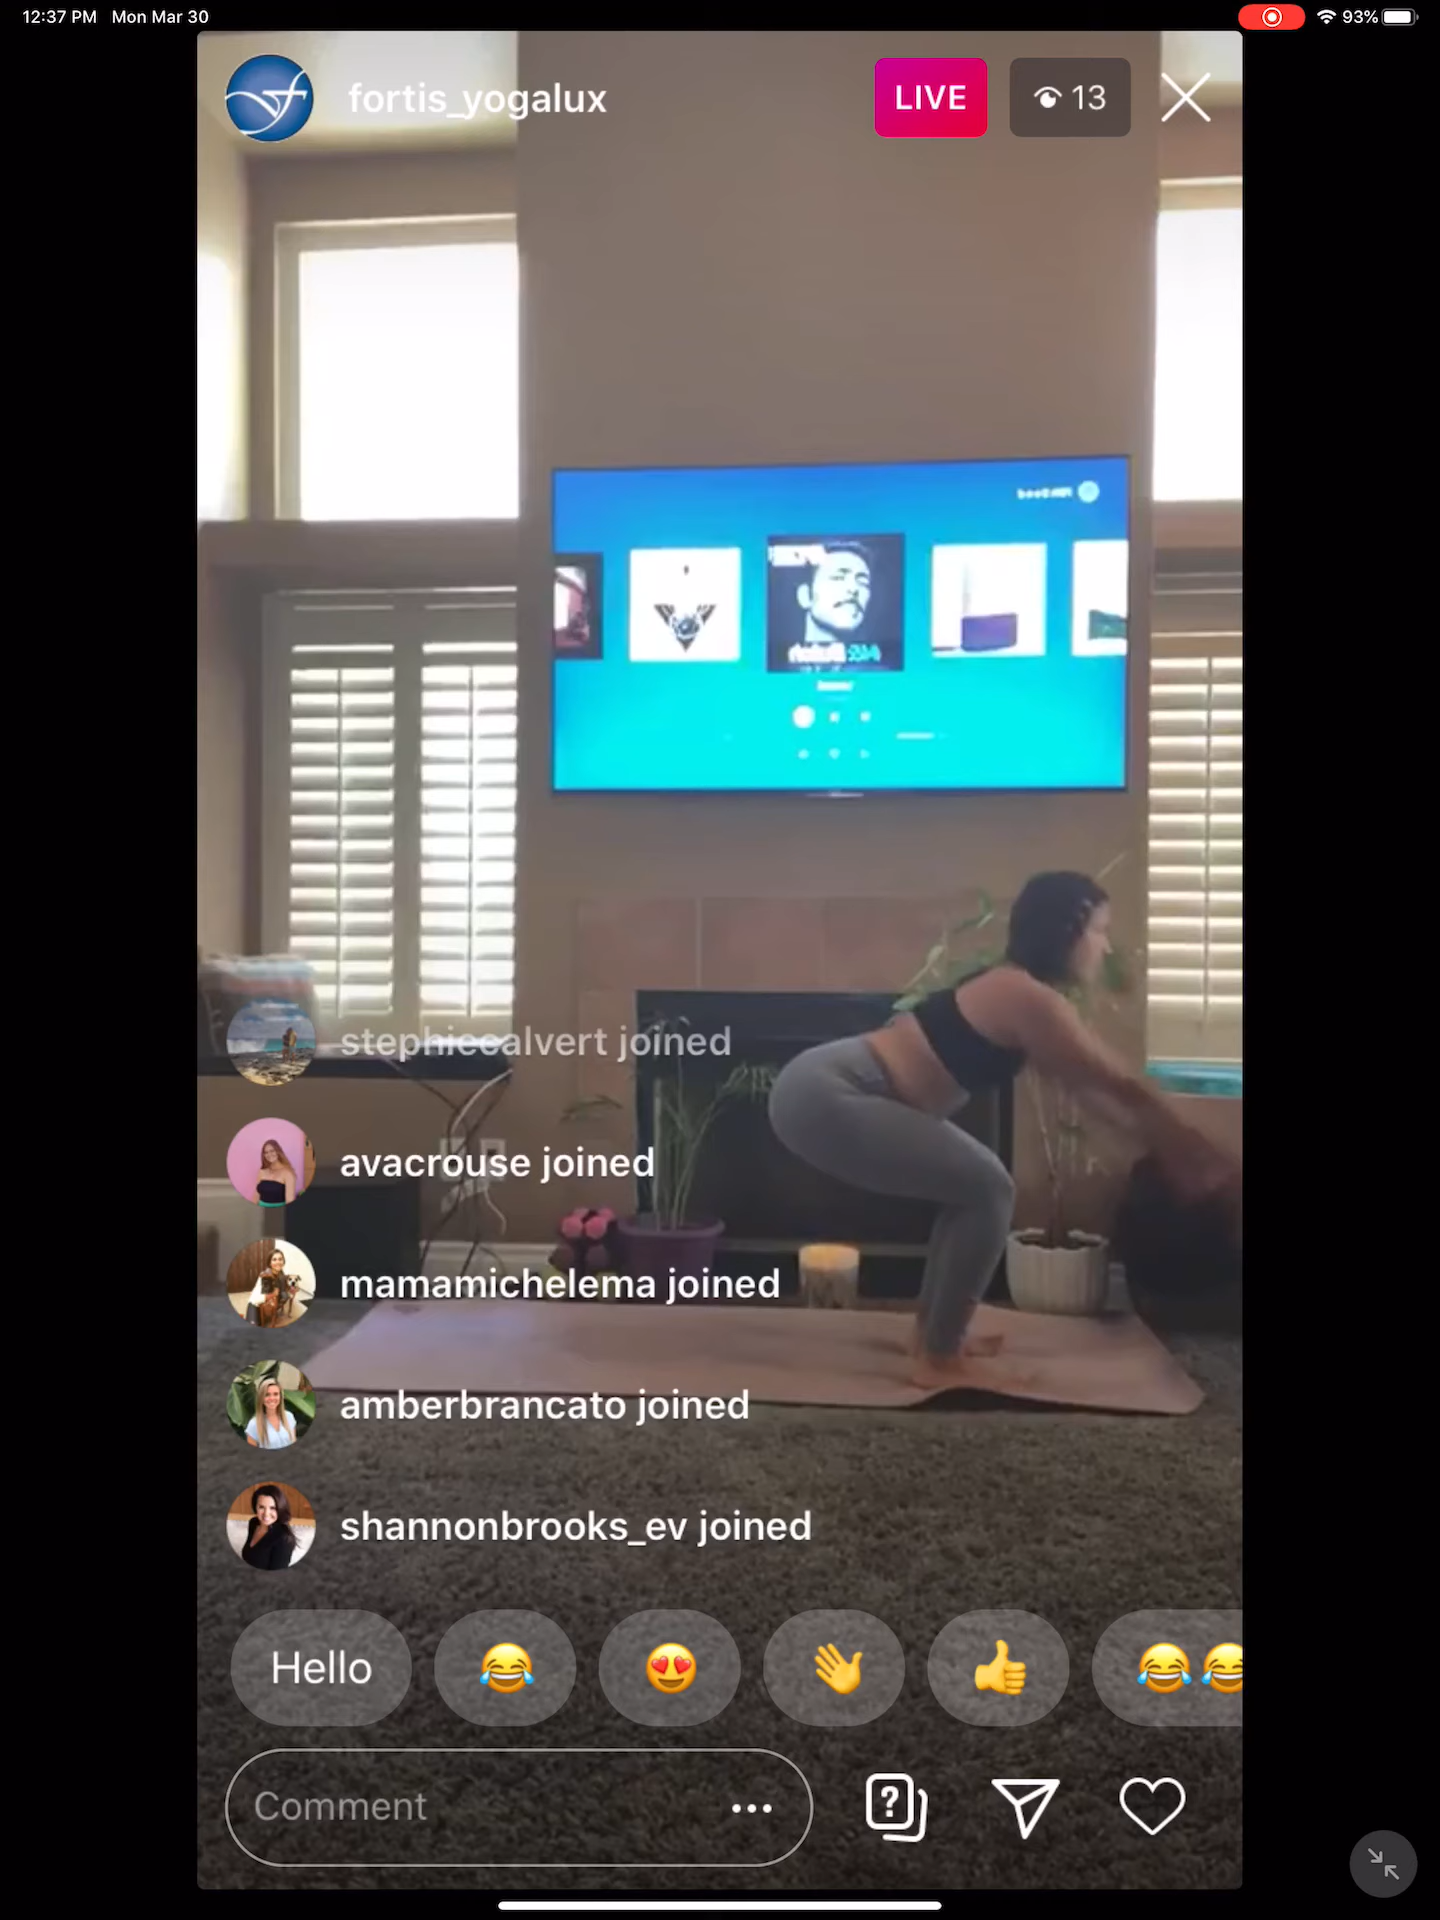 12:37 PM Mon Mar 30
93%
fortis_yogalux
LIVE
13
stephiecalvert joined
avacrouse joined
mamamichelema joined
amberbrancato joined
shannonbrooks_ev joined
Hello
Comment